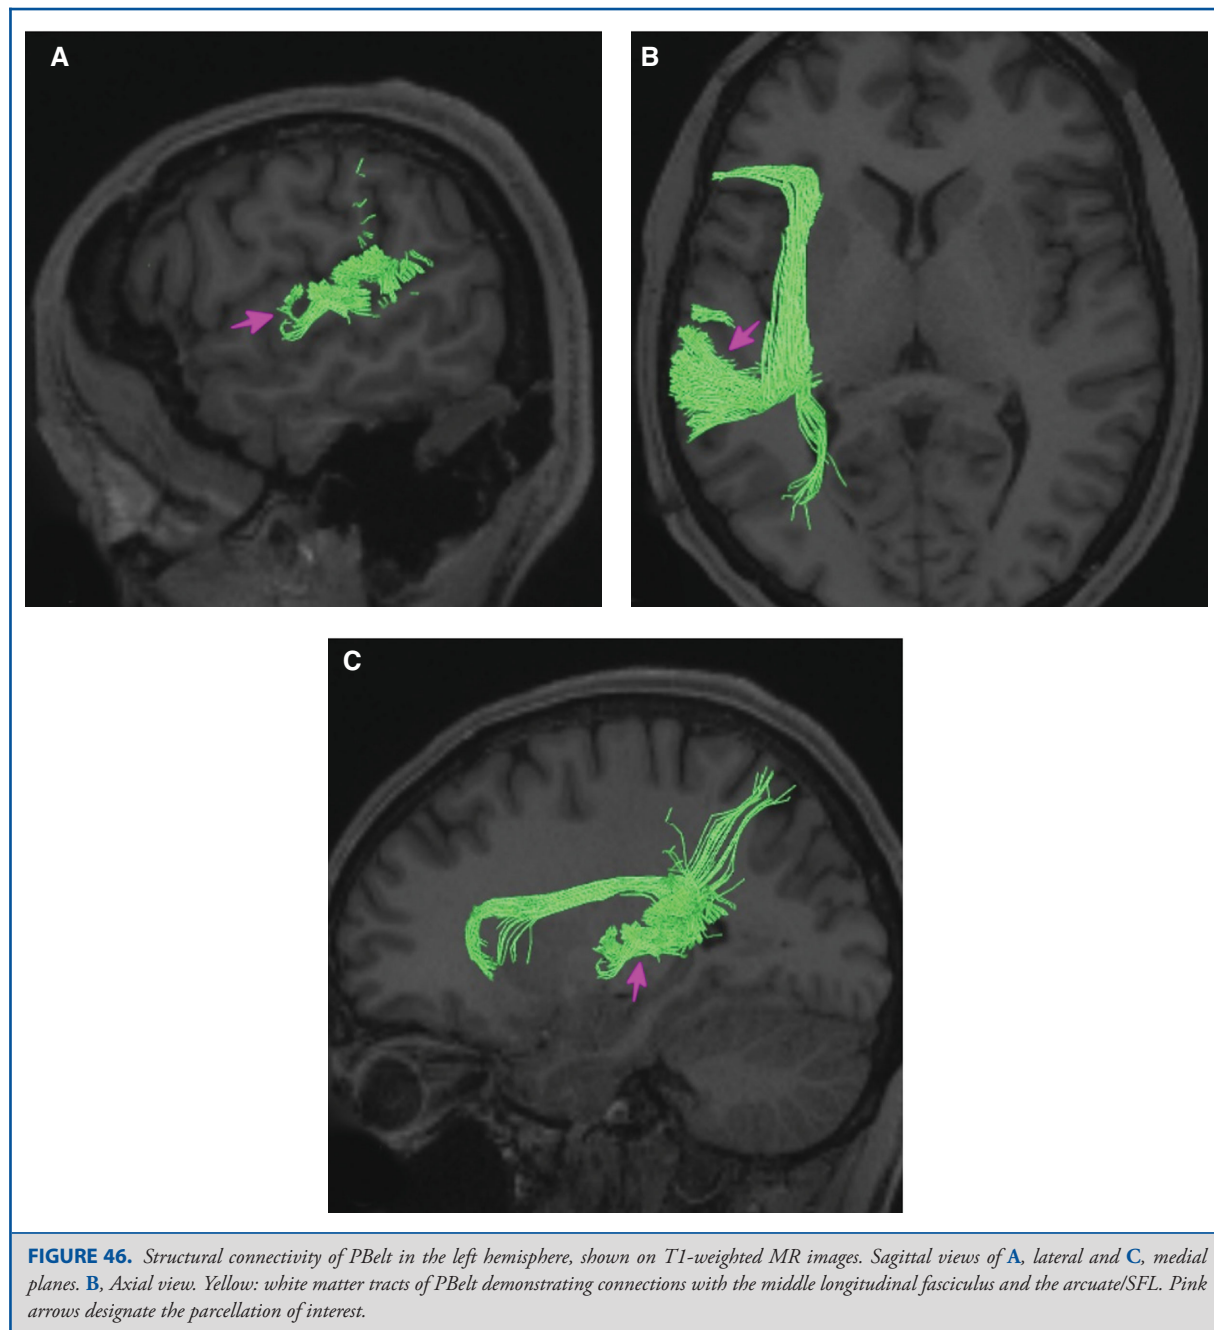 A
B
C
FIGURE 46. Structural connectivity of PBelt in the left hemisphere, shown on T1-weighted MR images. Sagittal views of A, lateral and C, medial
planes. B, Axial view. Yellow: white matter tracts of PBelt demonstrating connections with the middle longitudinal fasciculus and the arcuate/SFL. Pink
arrows designate the parcellation of interest.